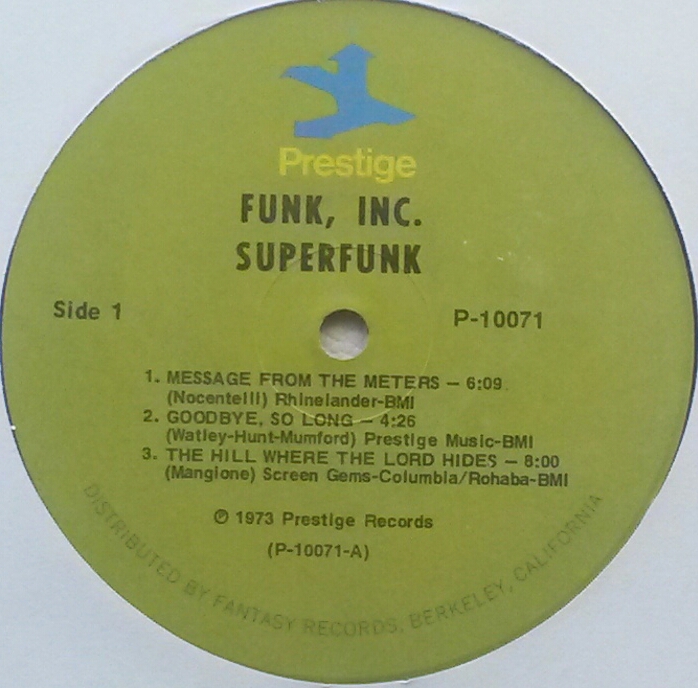 Prestige
FUNK, INC.
SUPERFUNK
Side 1
P-10071
1. MESSAGE FROM THE METERS — 6:09
(Nocentelli) Rhinelander-BMI
2. GOODBYE, SO LONG — 4:26
(Watley-Hunt-Mumford) Prestige Music-BMI
3. THE HILL WHERE THE LORD HIDES — 8:00
(Mangione) Screen Gems-Columbia/Rohaba-BMI
℗ 1973 Prestige Records
(P-10071-A)
DISTRIBUTED BY FANTASY RECORDS, BERKELEY, CALIFORNIA